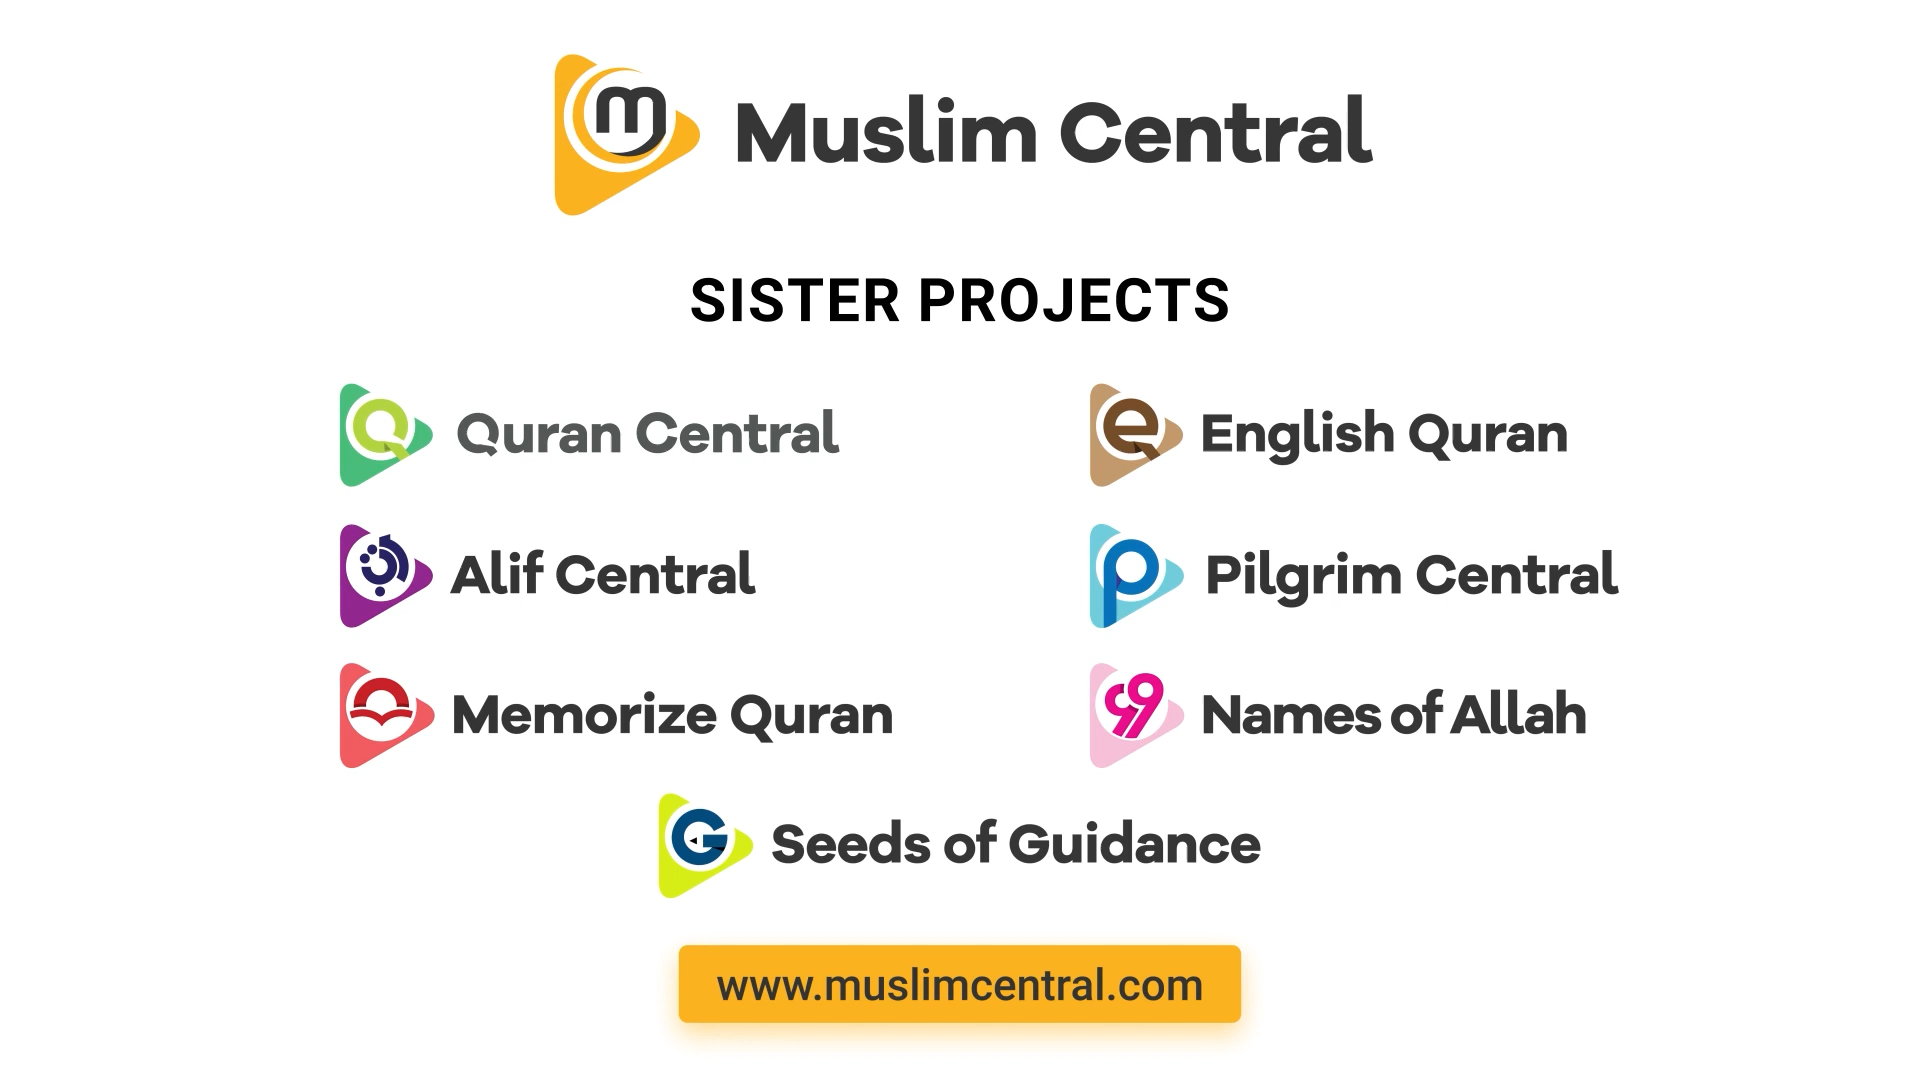 m
Muslim Central
SISTER PROJECTS
Quran Central
English Quran
Alif Central
Pilgrim Central
Memorize Quran
99
Names of Allah
Seeds of Guidance
www.muslimcentral.com